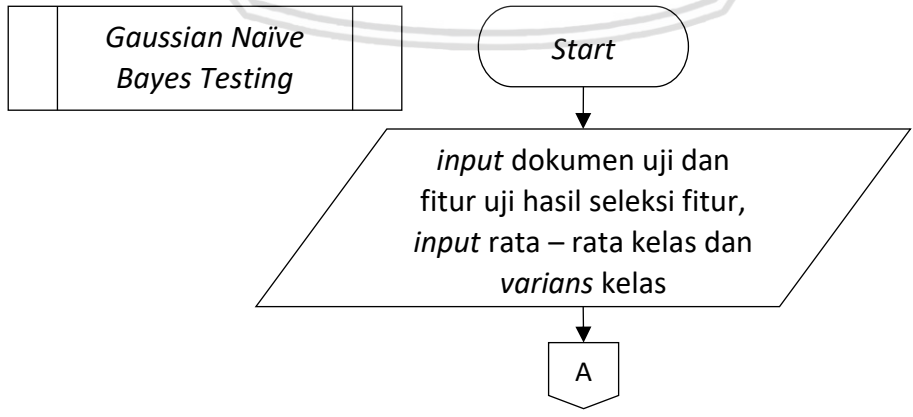 Gaussian Naïve
Bayes Testing
Start
input dokumen uji dan
fitur uji hasil seleksi fitur,
input rata – rata kelas dan
varians kelas
A